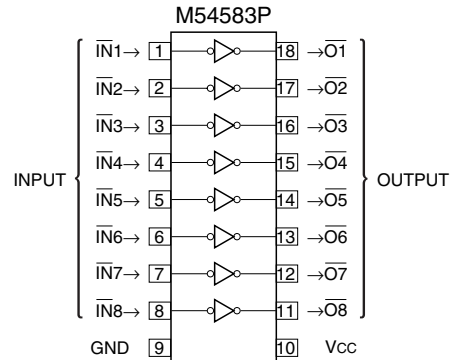 M54583P
IN1→ 1 18 →O1
IN2→ 2 17 →O2
IN3→ 3 16 →O3
IN4→ 4 15 →O4
INPUT OUTPUT
IN5→ 5 14 →O5
IN6→ 6 13 →O6
IN7→ 7 12 →O7
IN8→ 8 11 →O8
GND 9 10 VCC